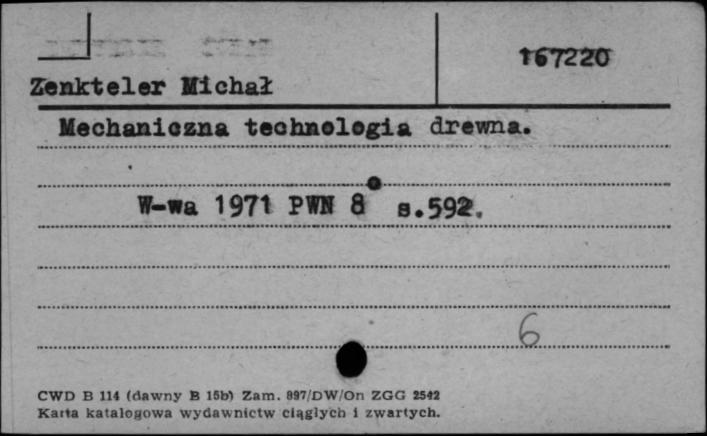 167220
Zenkteler Michał
Mechaniczna technologia drewna.
W-wa 1971 PWN 8° s.592.
6
CWD B 114 (dawny B 15b) Zam. 897/DW/On ZGG 2542
Karta katalogowa wydawnictw ciągłych i zwartych.